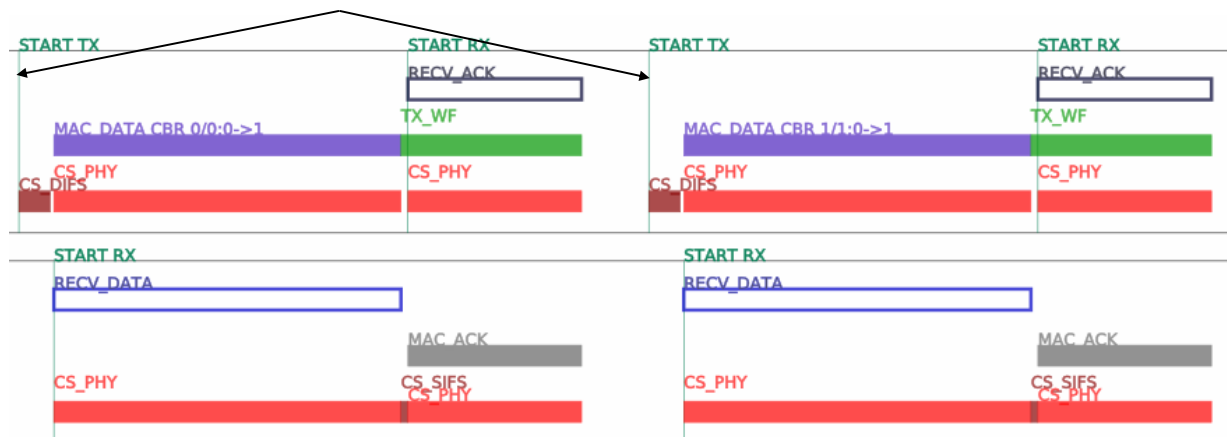 START TX START RX START TX START RX
RECV_ACK RECV_ACK
TX_WF TX_WF
MAC_DATA CBR 0/0:0->1 MAC_DATA CBR 1/1:0->1
CS_PHY CS_PHY CS_PHY CS_PHY
CS_DIFS CS_DIFS
START RX START RX
RECV_DATA RECV_DATA
MAC_ACK MAC_ACK
CS_PHY CS_SIFS CS_PHY CS_SIFS
CS_PHY CS_PHY